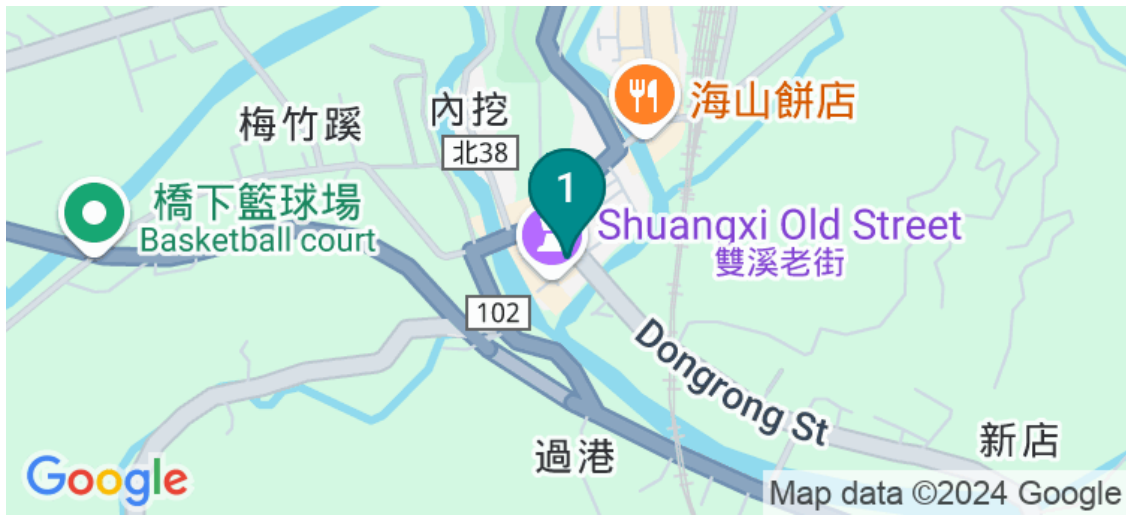 海山餅店
內挖
梅竹蹊
北38
1
橋下籃球場
Basketball court
Shuangxi Old Street
雙溪老街
102
Dongrong St
新店
過港
Google
Map data ©2024 Google